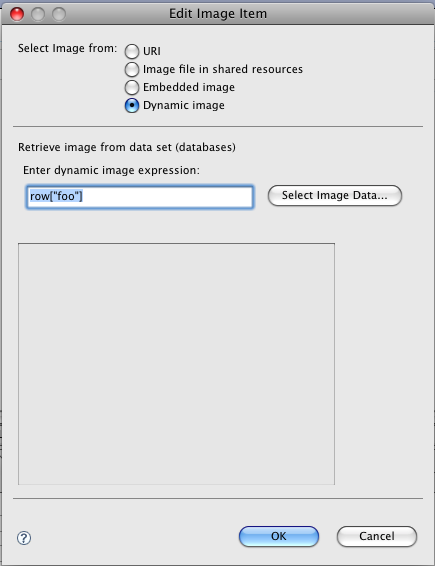 Edit Image Item
Select Image from:
URI
Image file in shared resources
Embedded image
Dynamic image
Retrieve image from data set (databases)
Enter dynamic image expression:
row["foo"] Select Image Data...
? OK Cancel